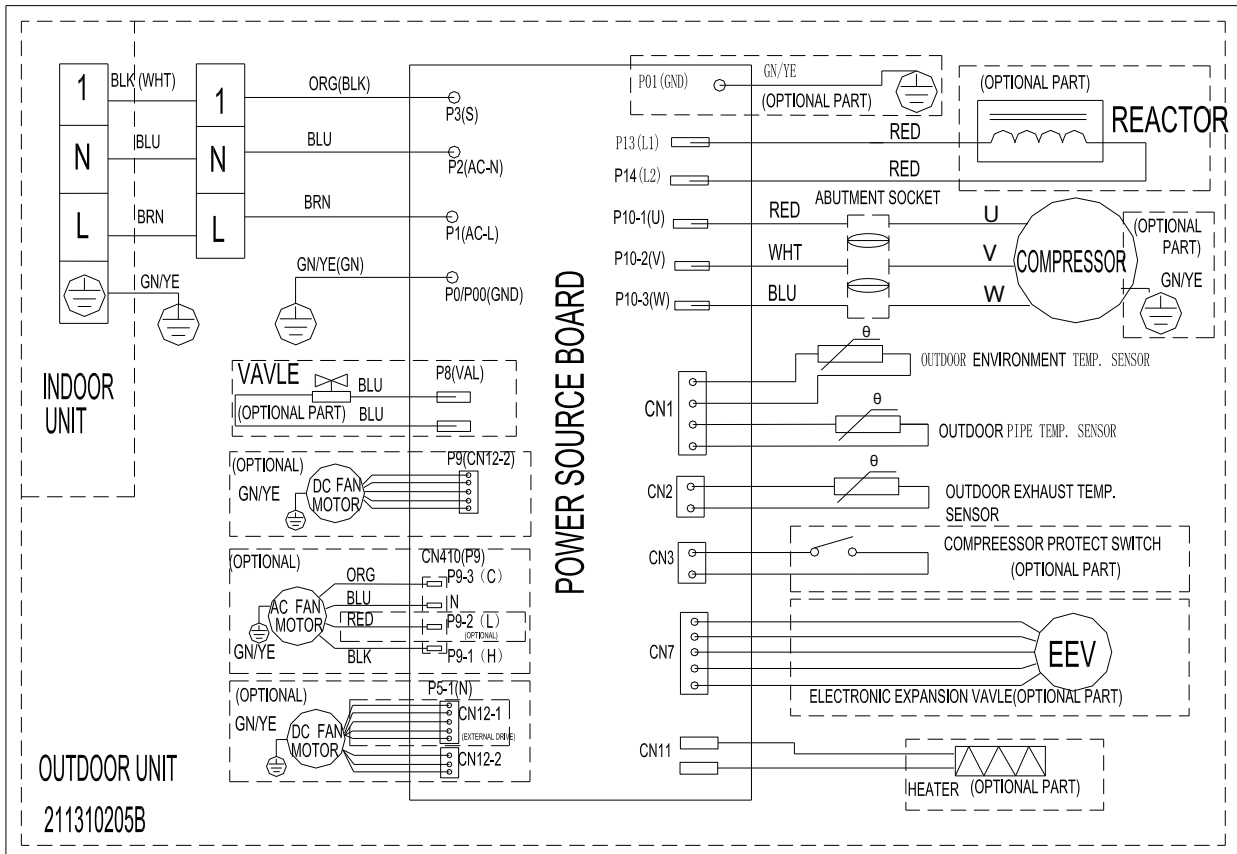 1
N
L
BLK (WHT)
BLU
BRN
GN/YE
1
N
L
ORG(BLK)
BLU
BRN
GN/YE(GN)
P3(S)
P2(AC-N)
P1(AC-L)
P0/P00(GND)
INDOOR
UNIT
VAVLE
P8(VAL)
BLU
(OPTIONAL PART)
BLU
(OPTIONAL)
P9(CN12-2)
GN/YE
DC FAN
MOTOR
(OPTIONAL)
CN410(P9)
ORG
P9-3 (C)
BLU
N
AC FAN
MOTOR
RED
P9-2 (L)
(OPTIONAL)
GN/YE
BLK
P9-1 (H)
(OPTIONAL)
P5-1(N)
GN/YE
DC FAN
MOTOR
CN12-1
(EXTERNAL DRIVE)
CN12-2
OUTDOOR UNIT
211310205B
POWER SOURCE BOARD
P01(GND)
GN/YE
(OPTIONAL PART)
(OPTIONAL PART)
REACTOR
P13(L1)
RED
P14(L2)
RED
ABUTMENT SOCKET
P10-1(U)
RED
U
P10-2(V)
WHT
V
P10-3(W)
BLU
W
COMPRESSOR
(OPTIONAL
PART)
GN/YE
CN1
θ
OUTDOOR ENVIRONMENT TEMP. SENSOR
θ
OUTDOOR PIPE TEMP. SENSOR
CN2
θ
OUTDOOR EXHAUST TEMP.
SENSOR
CN3
COMPREESSOR PROTECT SWITCH
(OPTIONAL PART)
CN7
EEV
ELECTRONIC EXPANSION VAVLE(OPTIONAL PART)
CN11
HEATER (OPTIONAL PART)